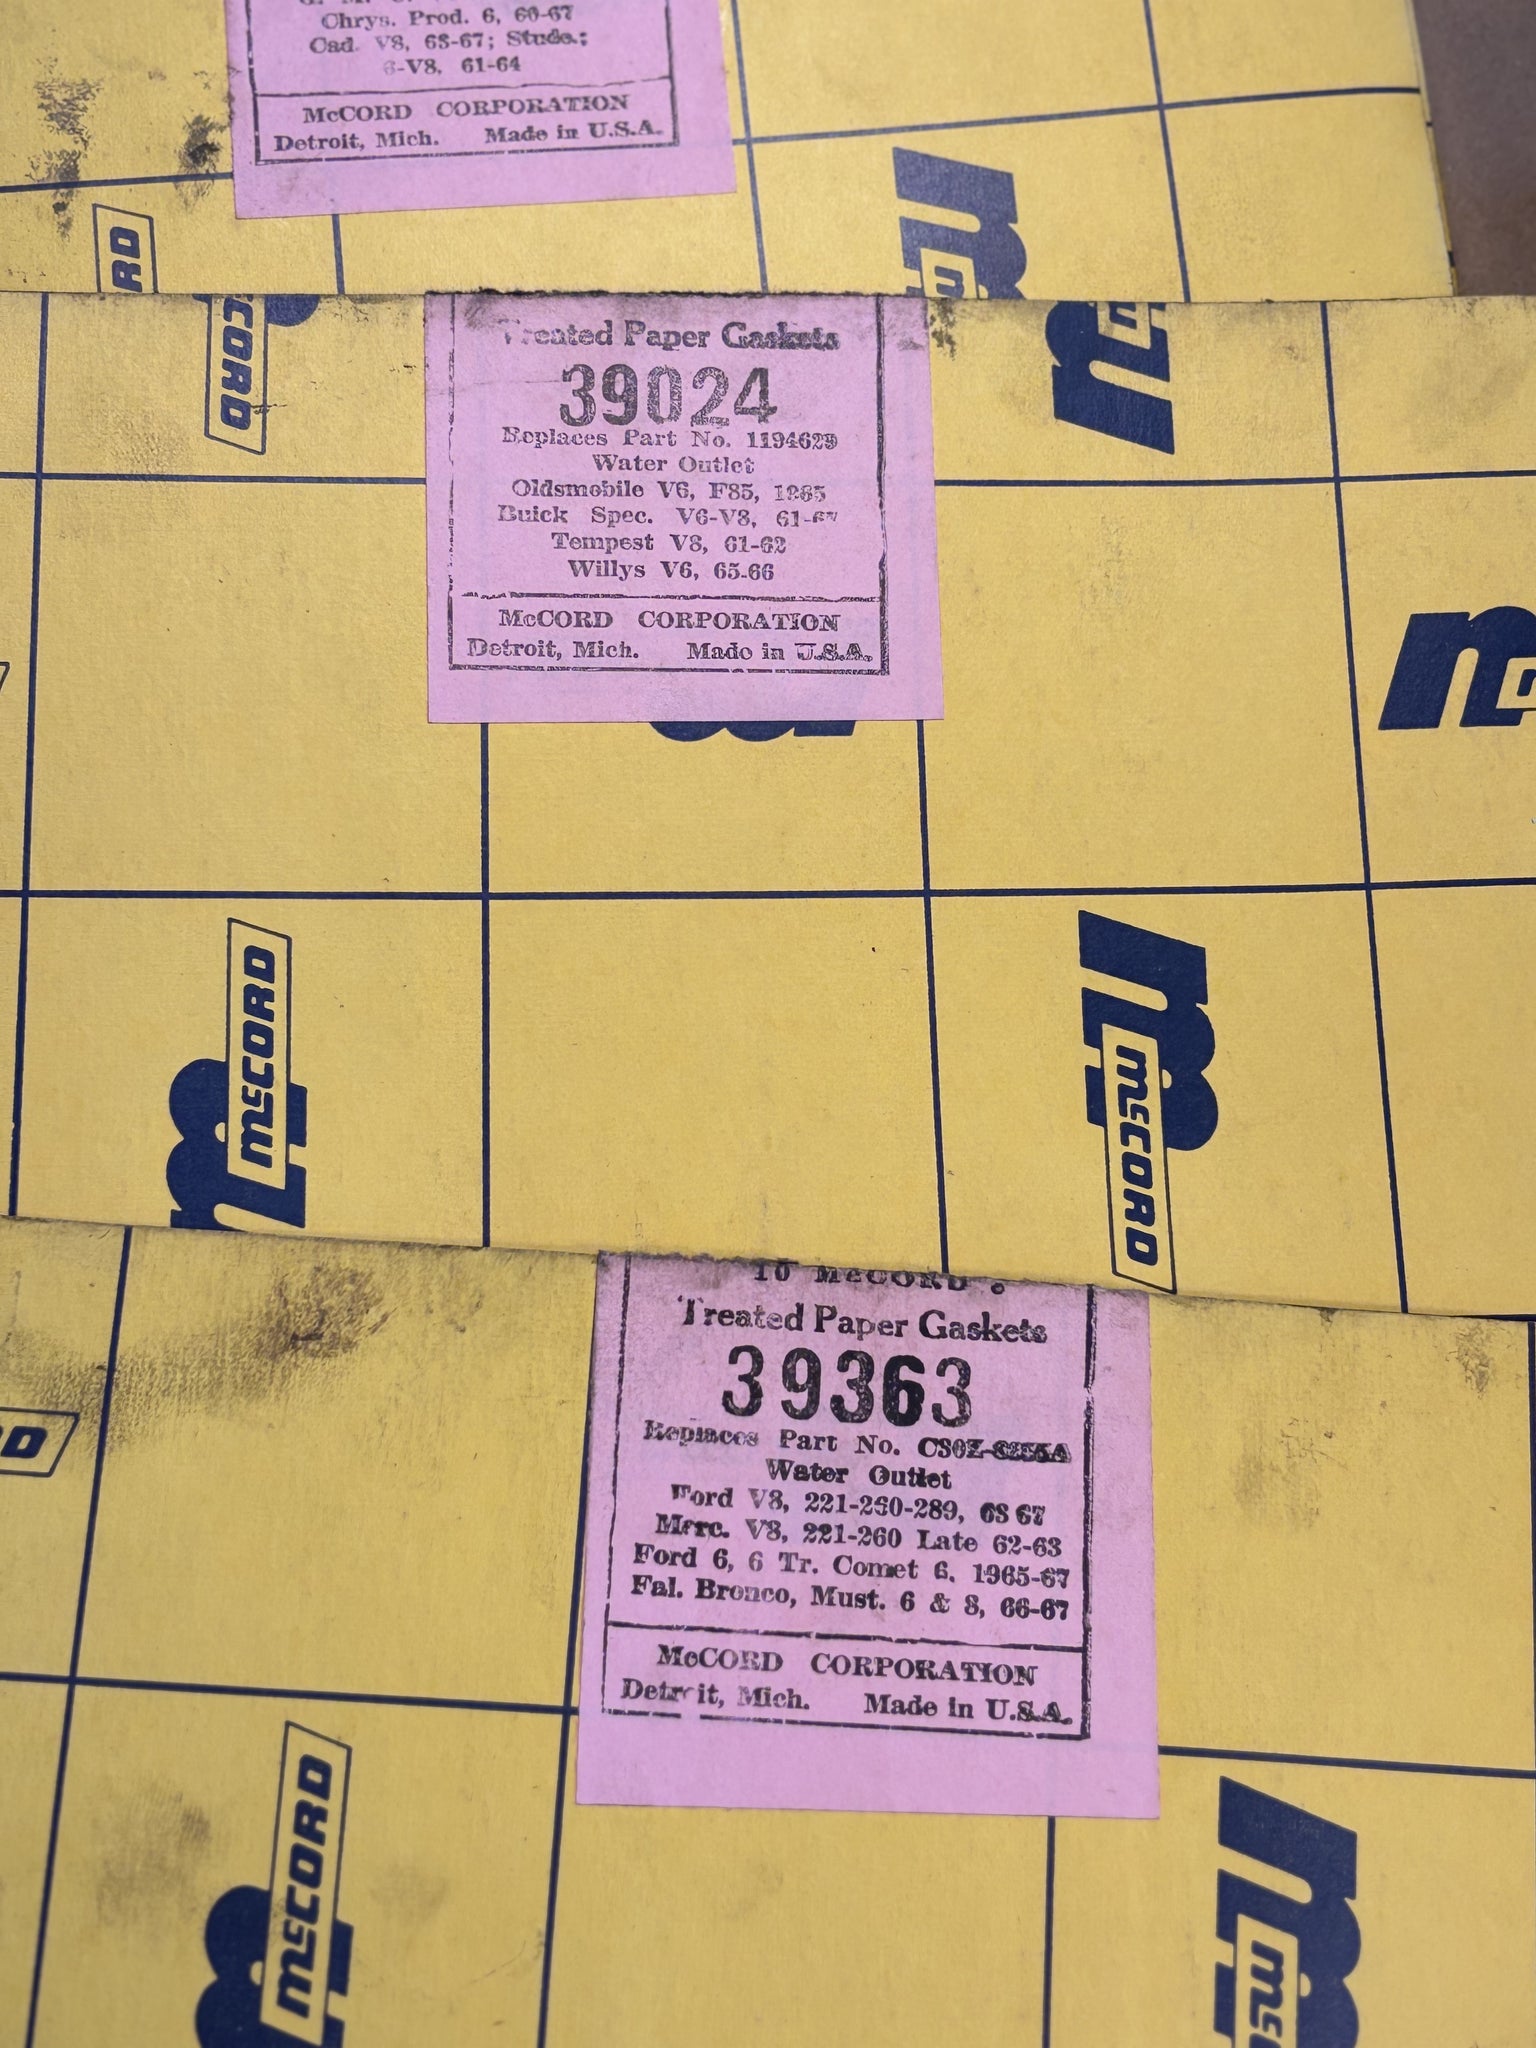 Chrys. Prod. 6, 60-67
Cad. V8, 63-67; Stude.;
6-V8, 61-64
McCORD CORPORATION
Detroit, Mich. Made in U.S.A.
RD
McCORD
Treated Paper Gaskets
39024
Replaces Part No. 1194629
Water Outlet
Oldsmobile V6, F85, 1965
Buick Spec. V6-V8,
Tempest V8, 61-62
Willys V6, 65-66
McCORD CORPORATION
Detroit, Mich. Made in U.S.A.
McCORD
McCORD
10 McCORD
Treated Paper Gaskets
39363
Replaces Part No.
Water Outlet
Ford V8, 221-260-289, 63 67
Merc. V8, 221-260 Late 62-63
Ford 6, 6 Tr. Comet 6. 1965-67
Fal. Bronco, Must. 6 & 8, 66-67
McCORD CORPORATION
Detroit, Mich. Made in U.S.A.
RD
McCORD
Mc